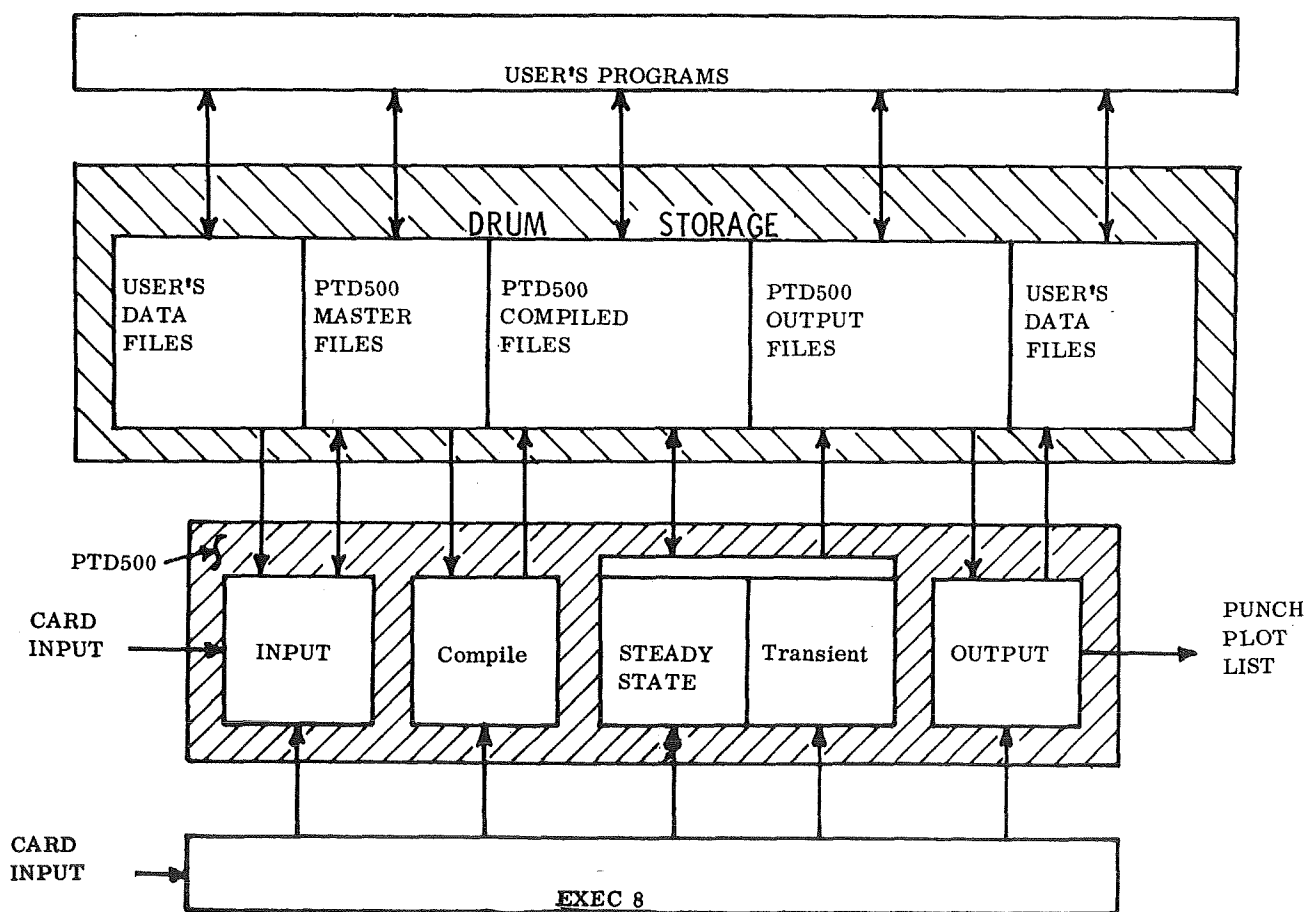 USER'S PROGRAMS
DRUM STORAGE
USER'S
DATA
FILES
PTD500
MASTER
FILES
PTD500
COMPILED
FILES
PTD500
OUTPUT
FILES
USER'S
DATA
FILES
PTD500
CARD
INPUT
INPUT
Compile
STEADY
STATE
Transient
OUTPUT
PUNCH
PLOT
LIST
CARD
INPUT
EXEC 8